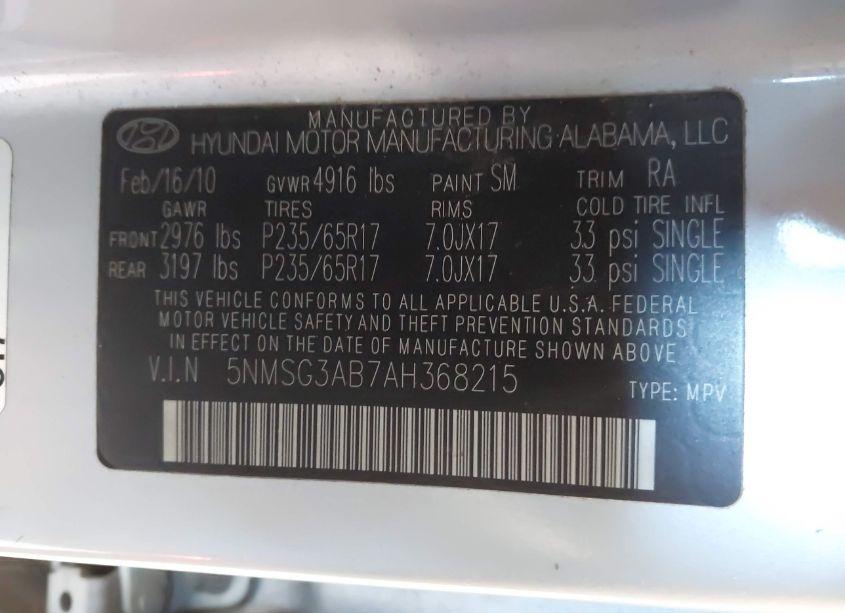 MANUFACTURED BY
HYUNDAI MOTOR MANUFACTURING ALABAMA, LLC
Feb/16/10 GVWR 4916 lbs PAINT SM TRIM RA
GAWR TIRES RIMS COLD TIRE INFL
FRONT 2976 lbs P235/65R17 7.0JX17 33 psi SINGLE
REAR 3197 lbs P235/65R17 7.0JX17 33 psi SINGLE
THIS VEHICLE CONFORMS TO ALL APPLICABLE U.S.A. FEDERAL
MOTOR VEHICLE SAFETY AND THEFT PREVENTION STANDARDS
IN EFFECT ON THE DATE OF MANUFACTURE SHOWN ABOVE
V.I.N 5NMSG3AB7AH368215
TYPE: MPV